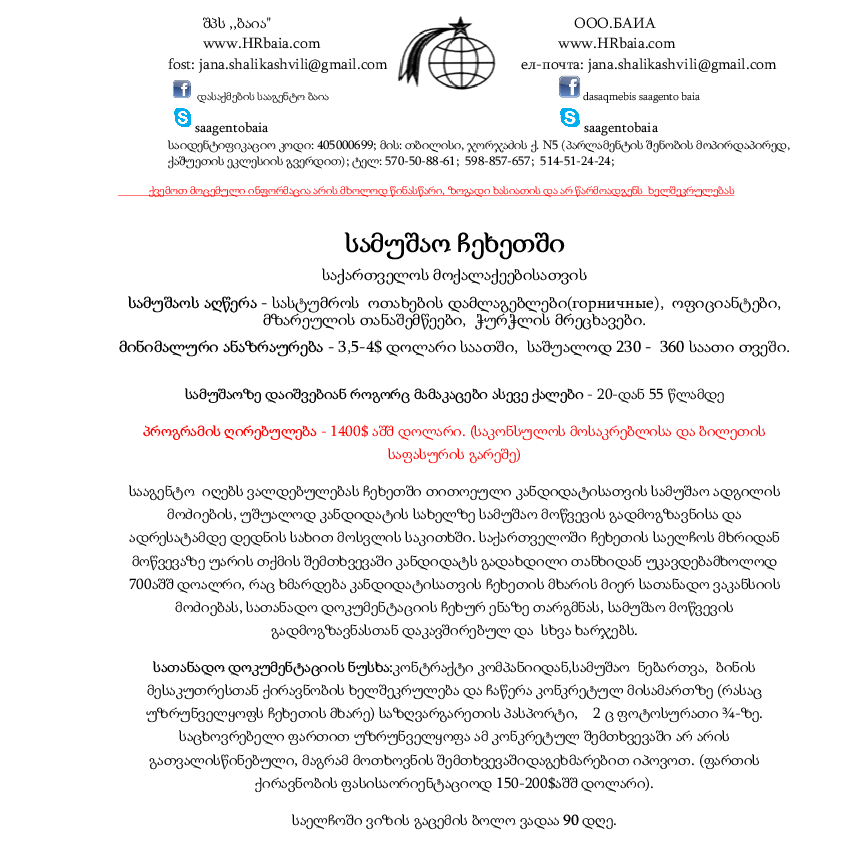 შპს ,,ბაია"
ООО.БАИА
www.HRbaia.com
www.HRbaia.com
fost: jana.shalikashvili@gmail.com
ел-почта: jana.shalikashvili@gmail.com
დასაქმების სააგენტო ბაია
dasaqmebis saagento baia
saagentobaia
saagentobaia
საიდენტიფიკაციო კოდი: 405000699; მის: თბილისი, ჯორჯაძის ქ. N5 (პარლამენტის შენობის მოპირდაპირედ,
ქაშუეთის ეკლესიის გვერდით); ტელ: 570-50-88-61; 598-857-657; 514-51-24-24;
ქვემოთ მოცემული ინფორმაცია არის მხოლოდ წინასწარი, ზოგადი ხასიათის და არ წარმოადგენს ხელშეკრულებას
სამუშაო ჩეხეთში
საქართველოს მოქალაქეებისათვის
სამუშაოს აღწერა - სასტუმროს ოთახების დამლაგებლები(горничные), ოფიციანტები,
მზარეულის თანაშემწეები, ჭურჭლის მრეცხავები.
მინიმალური ანაზრაურება - 3,5-4$ დოლარი საათში, საშუალოდ 230 - 360 საათი თვეში.
სამუშაოზე დაიშვებიან როგორც მამაკაცები ასევე ქალები - 20-დან 55 წლამდე
პროგრამის ღირებულება - 1400$ აშშ დოლარი. (საკონსულოს მოსაკრებლისა და ბილეთის
საფასურის გარეშე)
სააგენტო იღებს ვალდებულებას ჩეხეთში თითოეული კანდიდატისათვის სამუშაო ადგილის
მოძიების, უშუალოდ კანდიდატის სახელზე სამუშაო მოწვევის გადმოგზავნისა და
ადრესატამდე დედნის სახით მოსვლის საკითხში. საქართველოში ჩეხეთის საელჩოს მხრიდან
მოწვევაზე უარის თქმის შემთხვევაში კანდიდატს გადახდილი თანხიდან უკავდებამხოლოდ
700აშშ დოალრი, რაც ხმარდება კანდიდატისათვის ჩეხეთის მხარის მიერ სათანადო ვაკანსიის
მოძიებას, სათანადო დოკუმენტაციის ჩეხურ ენაზე თარგმნას, სამუშაო მოწვევის
გადმოგზავნასთან დაკავშირებულ და სხვა ხარჯებს.
სათანადო დოკუმენტაციის ნუსხა:კონტრაქტი კომპანიიდან,სამუშაო ნებართვა, ბინის
მესაკუთრესთან ქირავნობის ხელშეკრულება და ჩაწერა კონკრეტულ მისამართზე (რასაც
უზრუნველყოფს ჩეხეთის მხარე) საზღვარგარეთის პასპორტი, 2 ც ფოტოსურათი ¾-ზე.
საცხოვრებელი ფართით უზრუნველყოფა ამ კონკრეტულ შემთხვევაში არ არის
გათვალისწინებული, მაგრამ მოთხოვნის შემთხვევაშიდაგეხმარებით იპოვოთ. (ფართის
ქირავნობის ფასისაორიენტაციოდ 150-200$აშშ დოლარი).
საელჩოში ვიზის გაცემის ბოლო ვადაა 90 დღე.